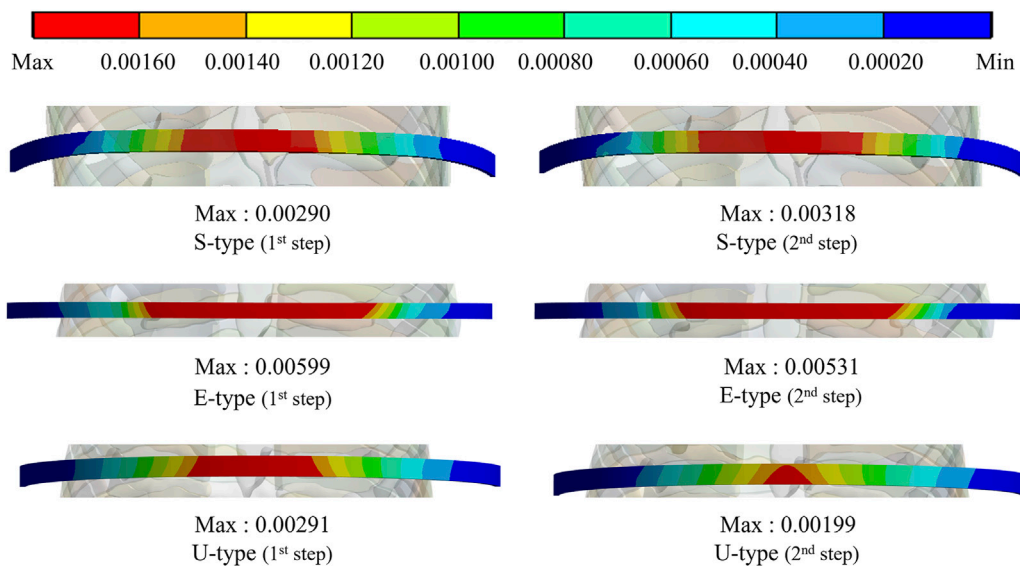 Max 0.00160 0.00140 0.00120 0.00100 0.00080 0.00060 0.00040 0.00020 Min
Max : 0.00290
S-type (1st step)
Max : 0.00318
S-type (2nd step)
Max : 0.00599
E-type (1st step)
Max : 0.00531
E-type (2nd step)
Max : 0.00291
U-type (1st step)
Max : 0.00199
U-type (2nd step)